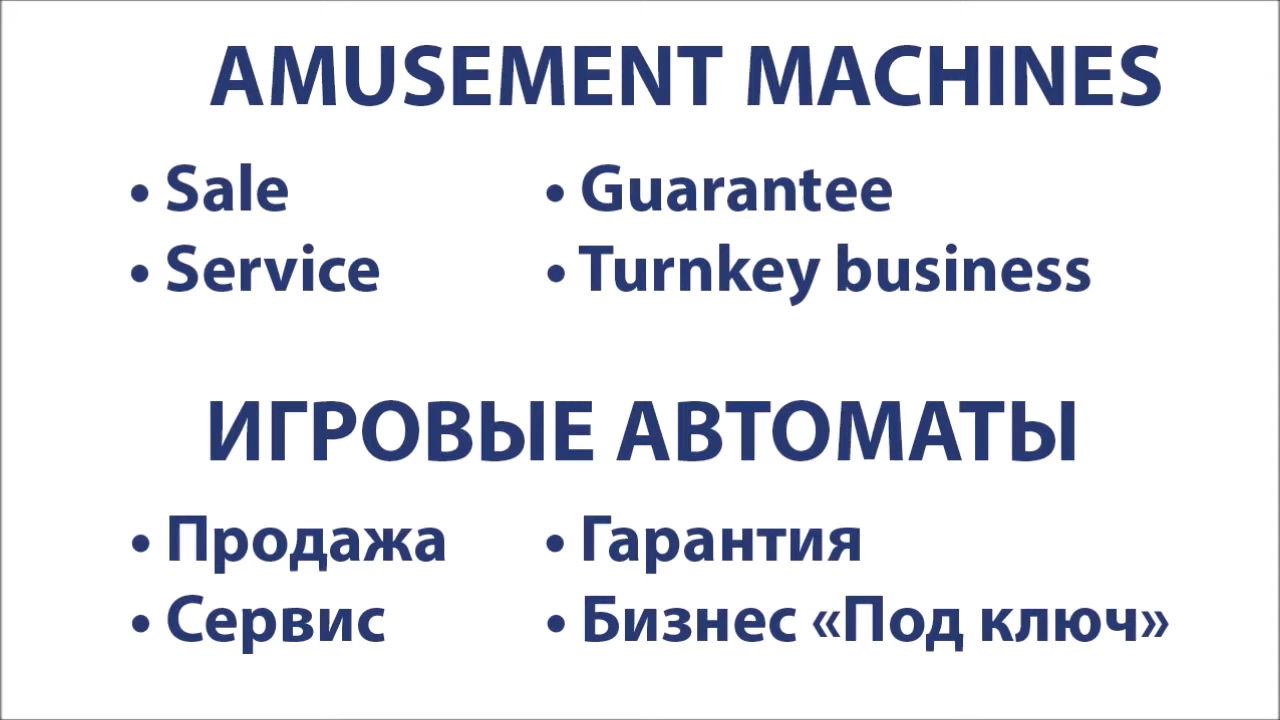 AMUSEMENT MACHINES
• Sale
• Service
• Guarantee
• Turnkey business
ИГРОВЫЕ АВТОМАТЫ
• Продажа
• Сервис
• Гарантия
• Бизнес «Под ключ»